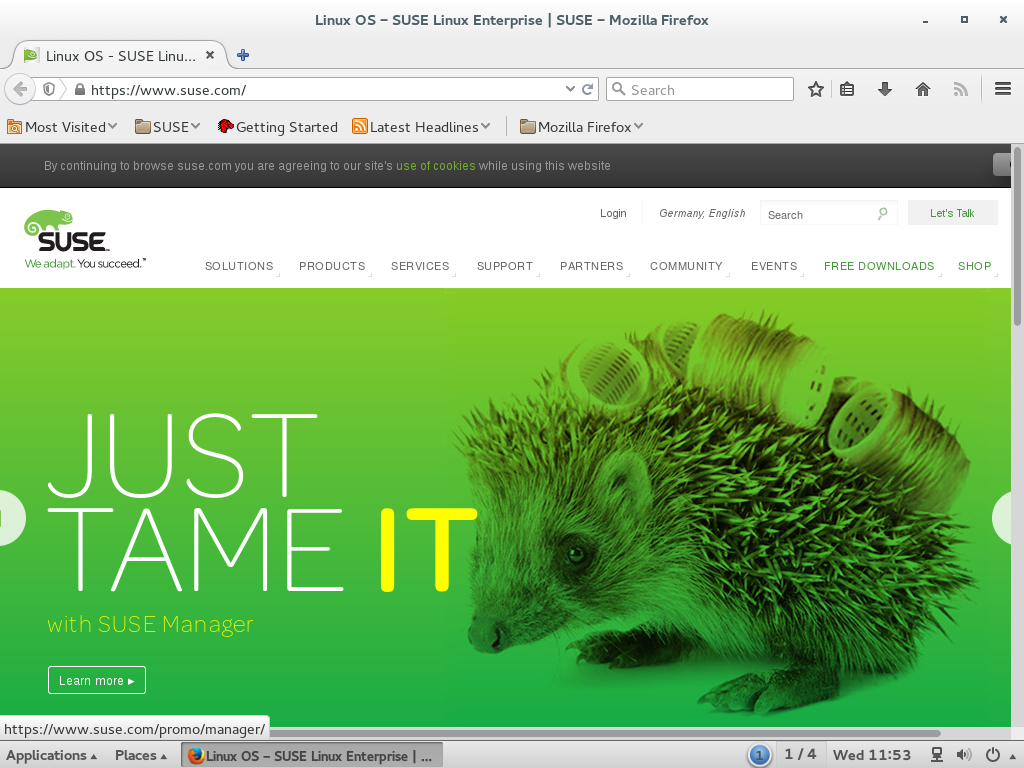 Linux OS – SUSE Linux Enterprise | SUSE – Mozilla Firefox
Linux OS - SUSE Linu...
https://www.suse.com/
Search
Most Visited
SUSE
Getting Started
Latest Headlines
Mozilla Firefox
By continuing to browse suse.com you are agreeing to our site's use of cookies while using this website
Login
Germany, English
Search
Let's Talk
SUSE
We adapt. You succeed.™
SOLUTIONS PRODUCTS SERVICES SUPPORT PARTNERS COMMUNITY EVENTS FREE DOWNLOADS SHOP
JUST
TAME IT
with SUSE Manager
Learn more ▸
https://www.suse.com/promo/manager/
Applications Places Linux OS – SUSE Linux Enterprise | ... 1 1 / 4 Wed 11:53